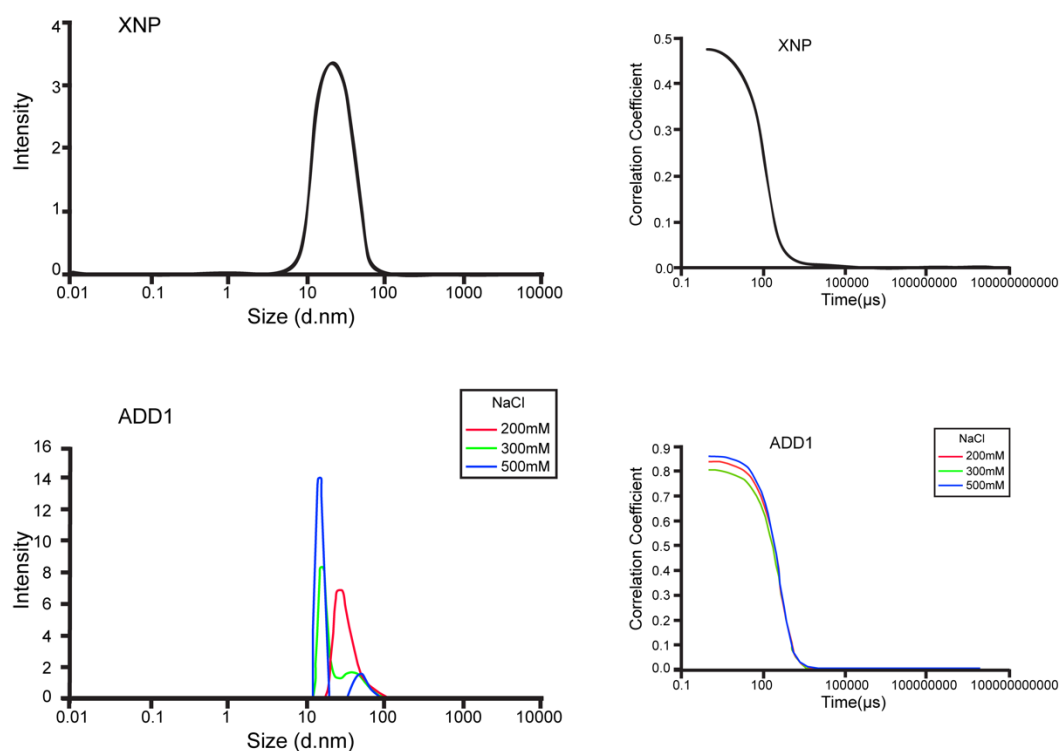 XNP
Intensity
4
3
2
1
0
0.01 0.1 1 10 100 1000 10000
Size (d.nm)
XNP
Correlation Coefficient
0.5
0.4
0.3
0.2
0.1
0.0
0.1 100 100000 100000000 100000000000
Time(µs)
ADD1
NaCl
200mM
300mM
500mM
Intensity
16
14
12
10
8
6
4
2
0
0.01 0.1 1 10 100 1000 10000
Size (d.nm)
ADD1
NaCl
200mM
300mM
500mM
Correlation Coefficient
0.9
0.8
0.7
0.6
0.5
0.4
0.3
0.2
0.1
0.0
0.1 100 100000 100000000 100000000000
Time(µs)